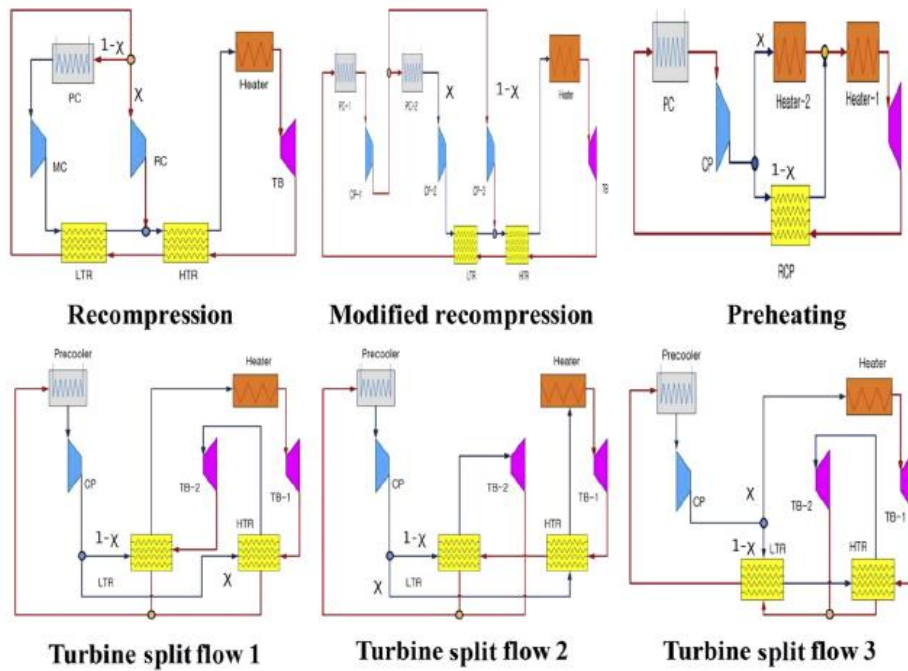 1-χ
PC
χ
MC
RC
Heater
TB
LTR
HTR
Recompression
PC-1
PC-2
χ
1-χ
Heater
CP-1
CP-2
CP-3
TB
LTR
HTR
Modified recompression
PC
χ
CP
Heater-2
Heater-1
1-χ
RCP
Preheating
Precooler
Heater
CP
TB-2
TB-1
HTR
1-χ
LTR
χ
Turbine split flow 1
Precooler
Heater
CP
TB-2
TB-1
HTR
1-χ
LTR
χ
Turbine split flow 2
Precooler
Heater
CP
TB-2
TB-1
χ
1-χ
LTR
HTR
Turbine split flow 3